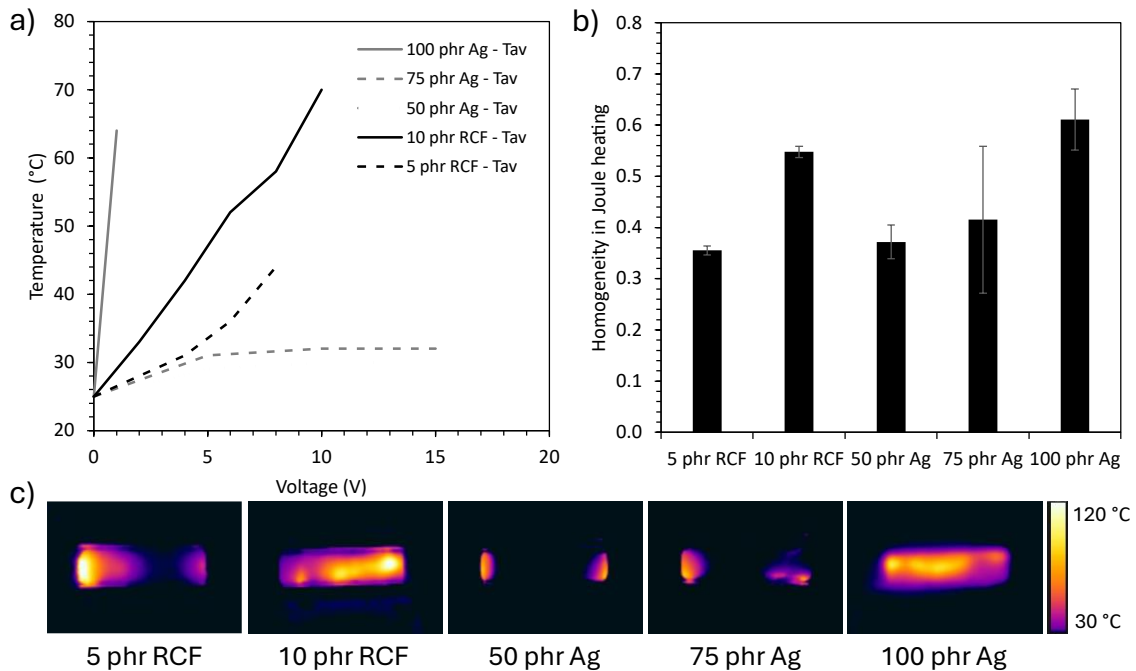 a)
80
70
60
50
40
30
20
Temperature (°C)
0
5
10
15
20
Voltage (V)
100 phr Ag - Tav
75 phr Ag - Tav
50 phr Ag - Tav
10 phr RCF - Tav
5 phr RCF - Tav
b)
0.8
0.7
0.6
0.5
0.4
0.3
0.2
0.1
0.0
Homogeneity in Joule heating
5 phr RCF 10 phr RCF 50 phr Ag 75 phr Ag 100 phr Ag
c)
120 °C
30 °C
5 phr RCF
10 phr RCF
50 phr Ag
75 phr Ag
100 phr Ag